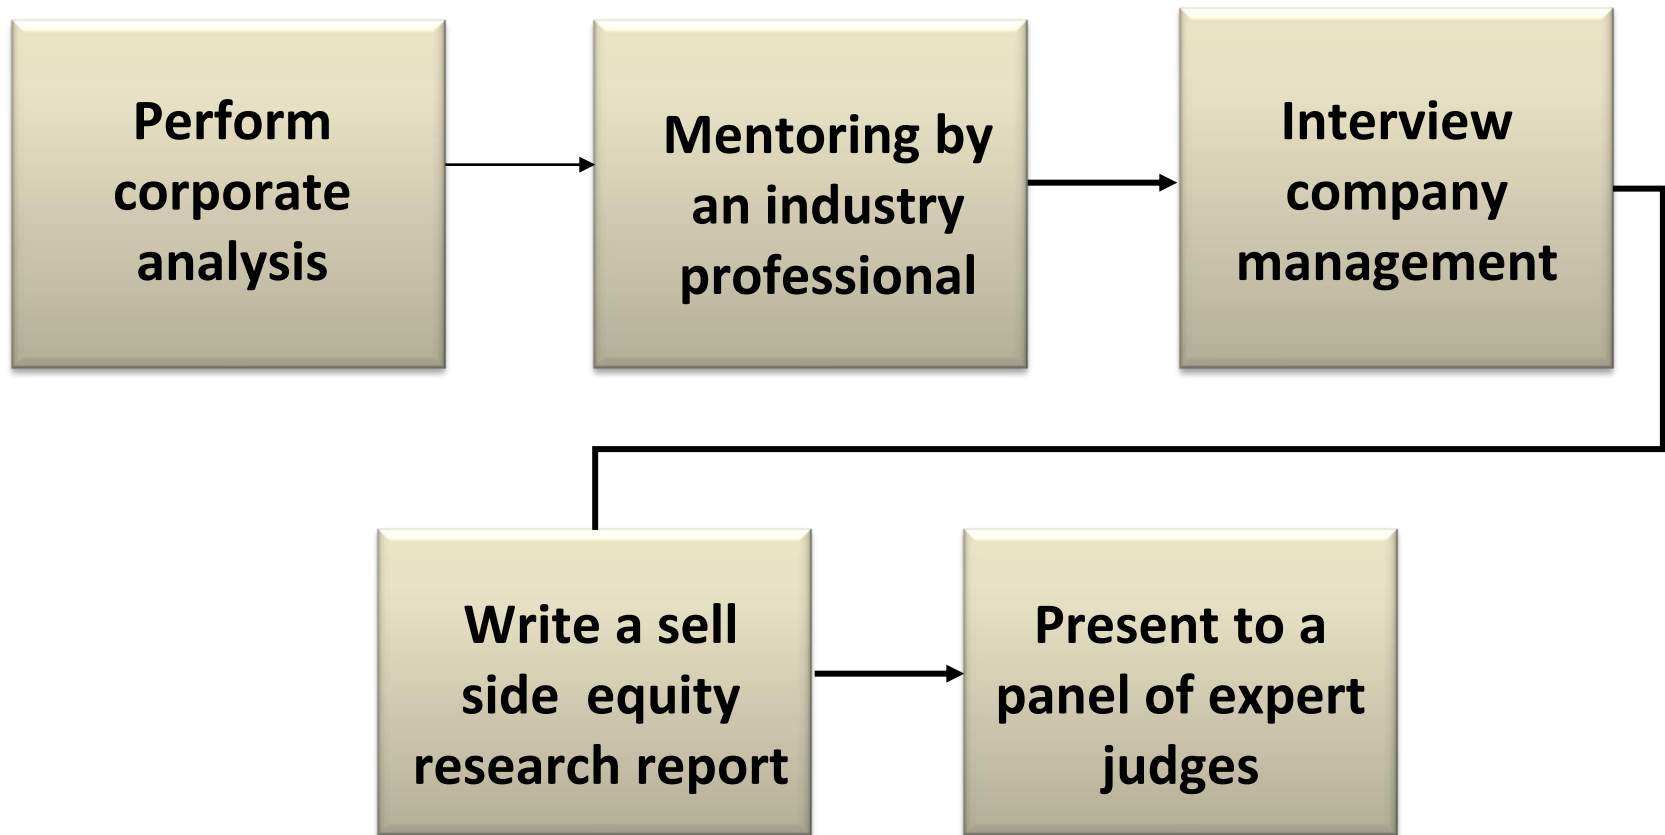 Perform
corporate
analysis
Mentoring by
an industry
professional
Interview
company
management
Write a sell
side  equity
research report
Present to a
panel of expert
judges